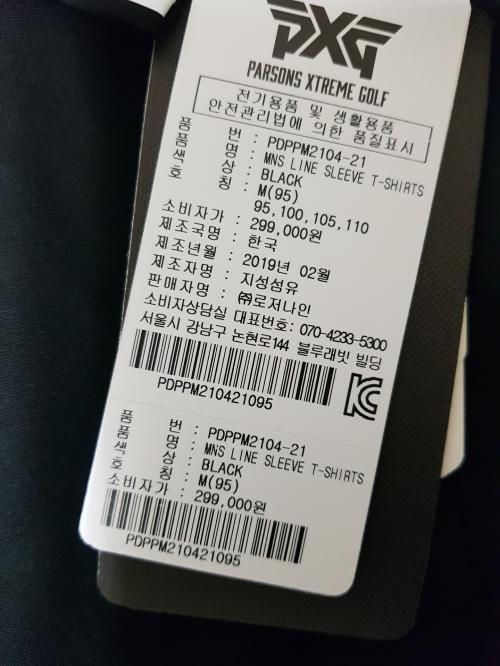 PXG
PARSONS XTREME GOLF
전기용품 및 생활용품
안전관리법에 의한 품질표시
품 번 : PDPPM2104-21
품 명 : MNS LINE SLEEVE T-SHIRTS
색 상 : BLACK
호 칭 : M(95)
95,100,105,110
소비자가 : 299,000원
제조국명 : 한국
제조년월 : 2019년 02월
제조자명 : 지성섬유
판매자명 : ㈜로저나인
소비자상담실 대표번호: 070-4233-5300
서울시 강남구 논현로144 블루래빗 빌딩
PDPPM210421095
품 번 : PDPPM2104-21
품 명 : MNS LINE SLEEVE T-SHIRTS
색 상 : BLACK
호 칭 : M(95)
소비자가 : 299,000원
PDPPM210421095